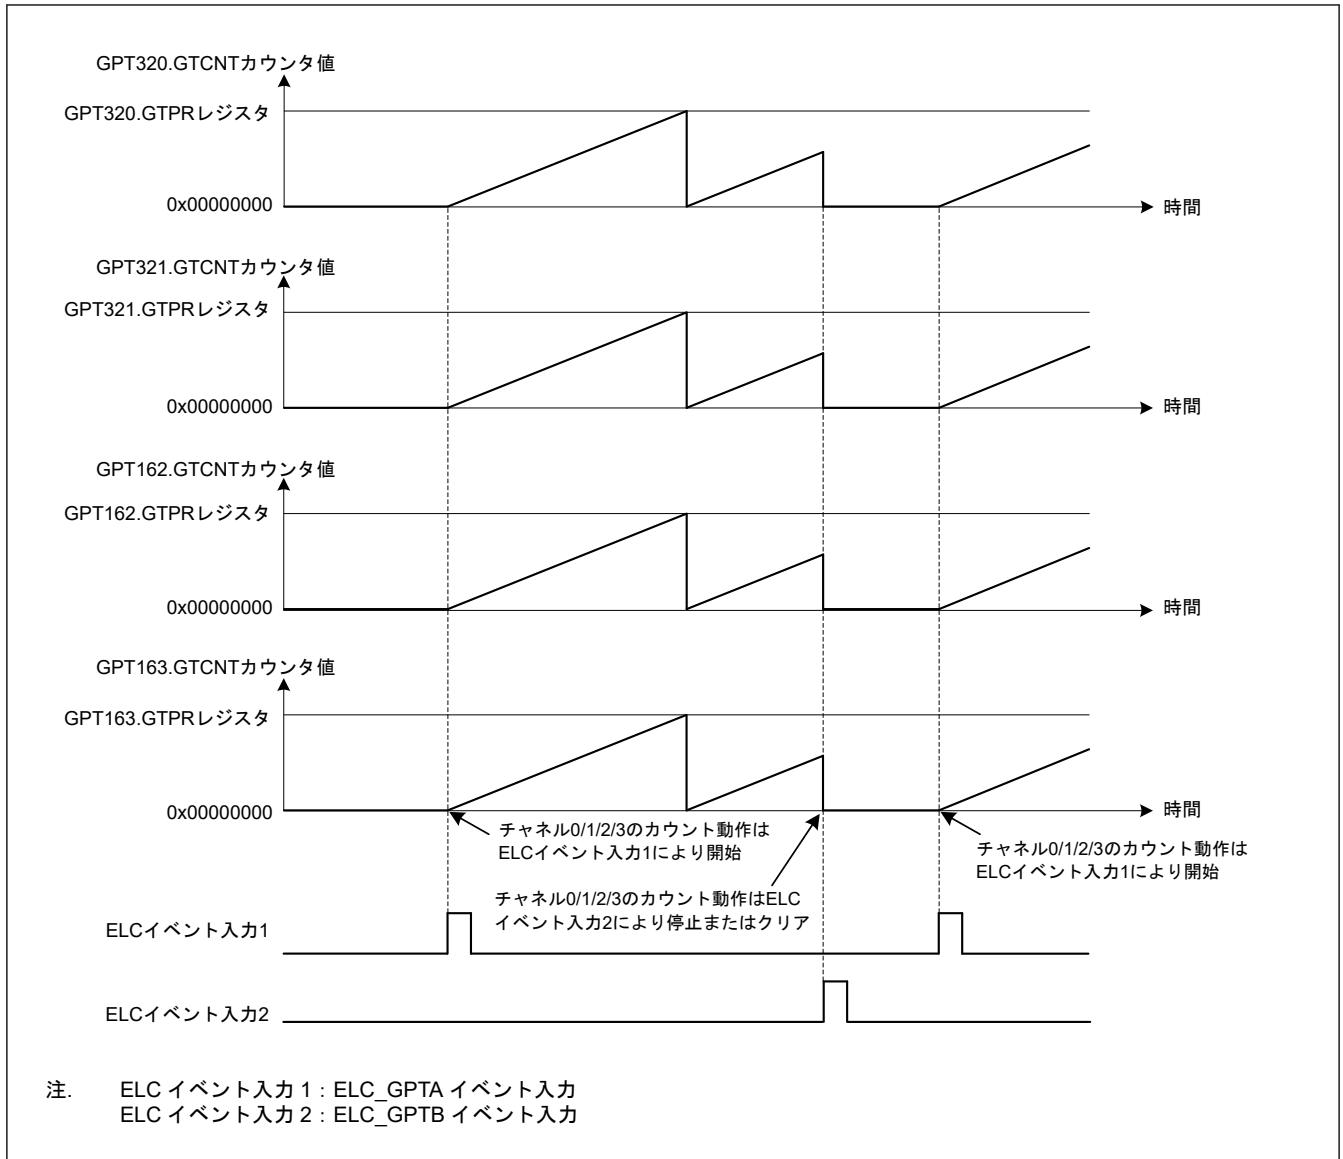 GPT320.GTCNTカウンタ値
GPT320.GTPRレジスタ
0x00000000
時間
GPT321.GTCNTカウンタ値
GPT321.GTPRレジスタ
0x00000000
時間
GPT162.GTCNTカウンタ値
GPT162.GTPRレジスタ
0x00000000
時間
GPT163.GTCNTカウンタ値
GPT163.GTPRレジスタ
0x00000000
時間
チャネル0/1/2/3のカウント動作は
ELCイベント入力1により開始
チャネル0/1/2/3のカウント動作は
ELCイベント入力1により開始
チャネル0/1/2/3のカウント動作はELC
イベント入力2により停止またはクリア
ELCイベント入力1
ELCイベント入力2
注. ELC イベント入力 1:ELC_GPTA イベント入力
ELC イベント入力 2:ELC_GPTB イベント入力